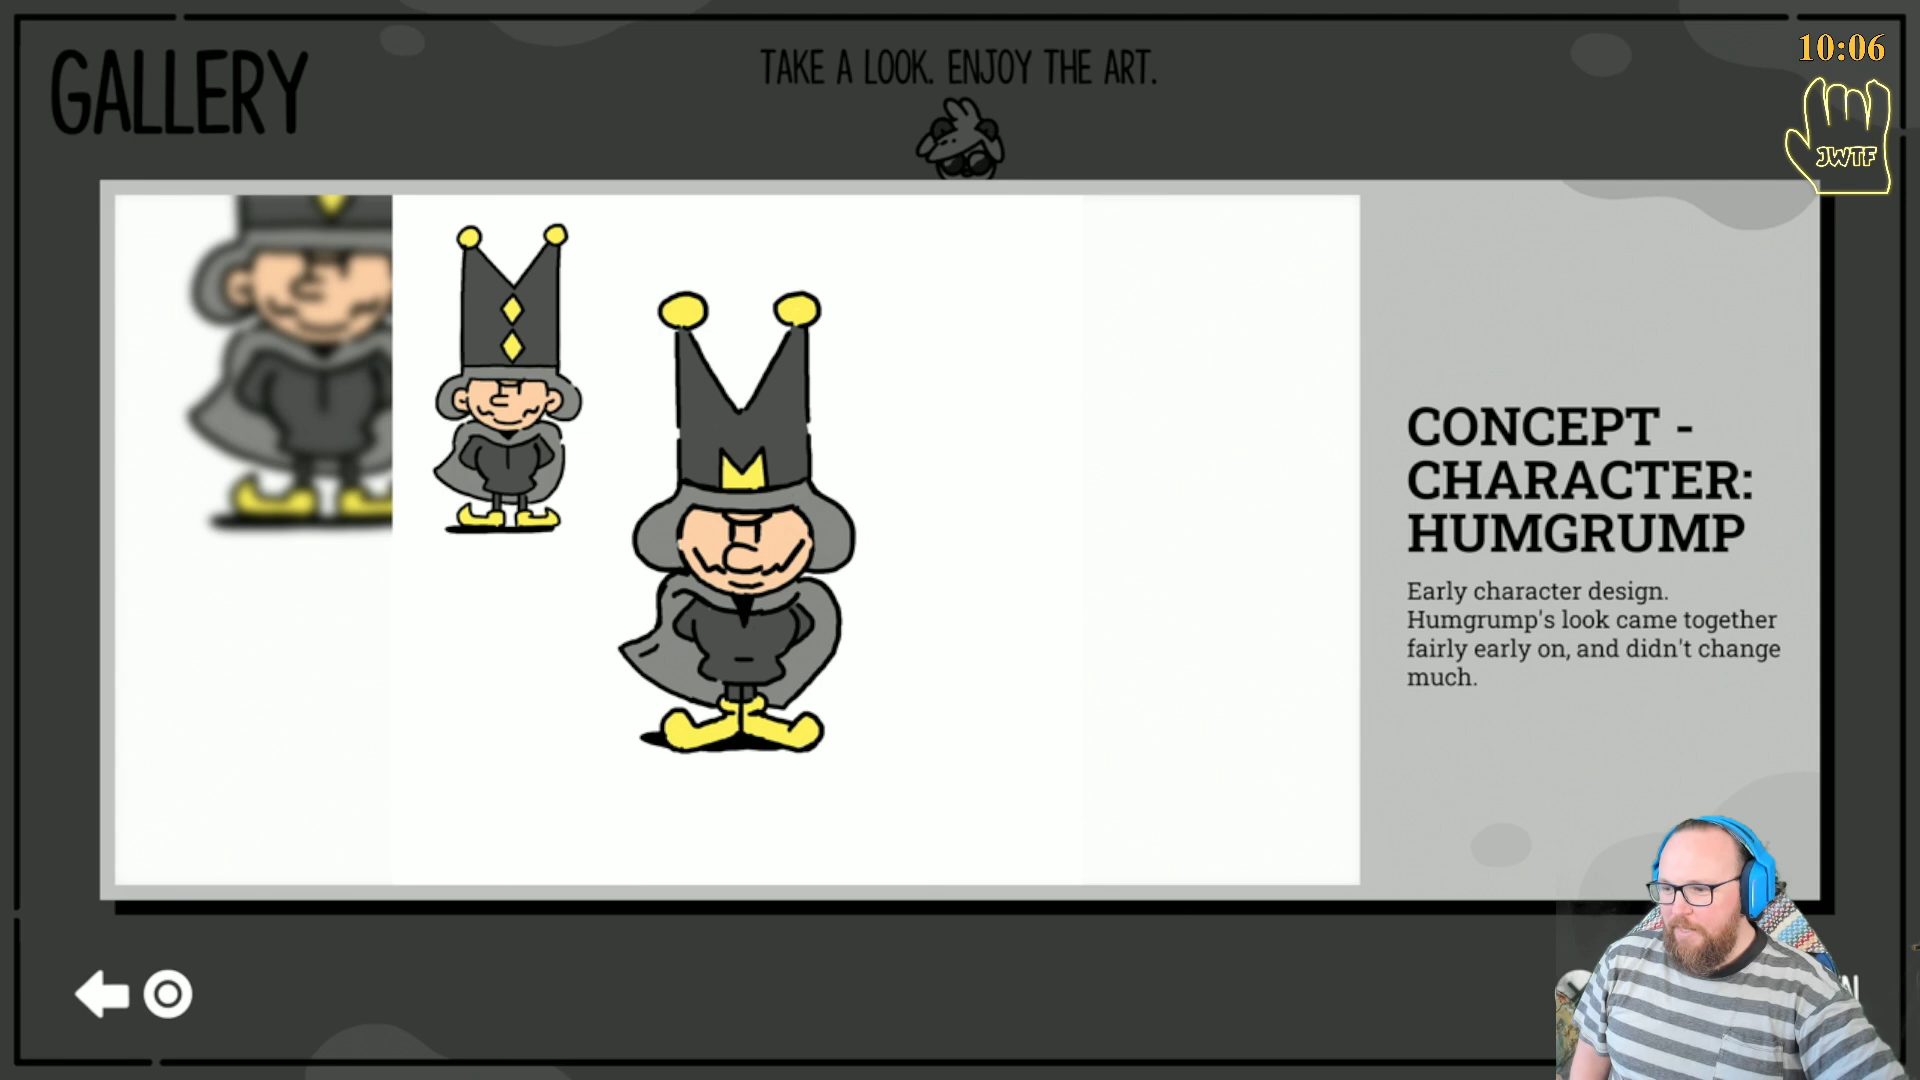 GALLERY
TAKE A LOOK. ENJOY THE ART.
10:06
JWTF
CONCEPT -
CHARACTER:
HUMGRUMP
Early character design.
Humgrump's look came together
fairly early on, and didn't change
much.